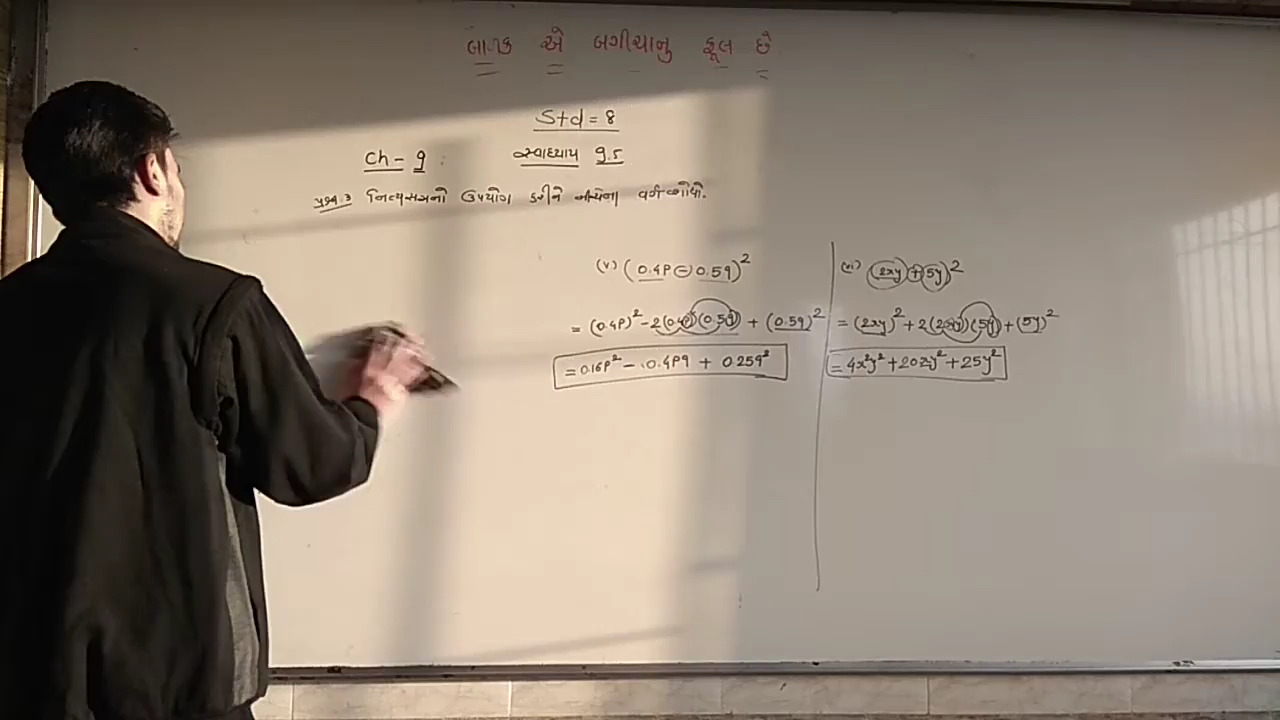 બાળક એ બગીચાનુ ફૂલ છે
Std = 8
Ch - 9 : સ્વાધ્યાય 9.5
પ્રશ્ન.3 નિત્યસમનો ઉપયોગ કરીને નીચેના વર્ગ શોધો.
(v) (0.4p - 0.5q)²
= (0.4p)² - 2(0.4p)(0.5q) + (0.5q)²
= 0.16p² - 0.4pq + 0.25q²
(vi) (2xy + 5y)²
= (2xy)² + 2(2xy)(5y) + (5y)²
= 4x²y² + 20xy² + 25y²